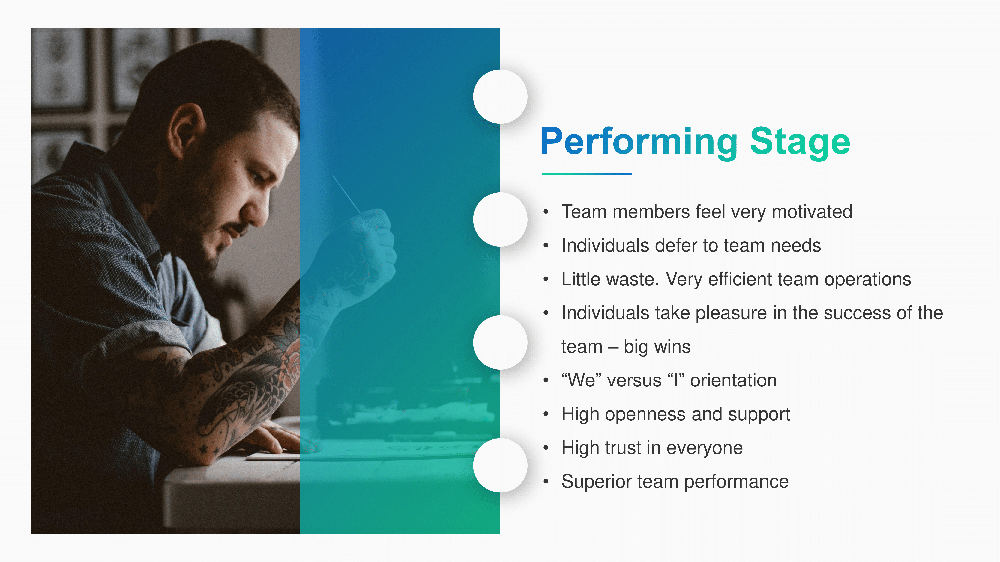 Performing Stage
• Team members feel very motivated
• Individuals defer to team needs
• Little waste. Very efficient team operations
• Individuals take pleasure in the success of the
team – big wins
• “We” versus “I” orientation
• High openness and support
• High trust in everyone
• Superior team performance